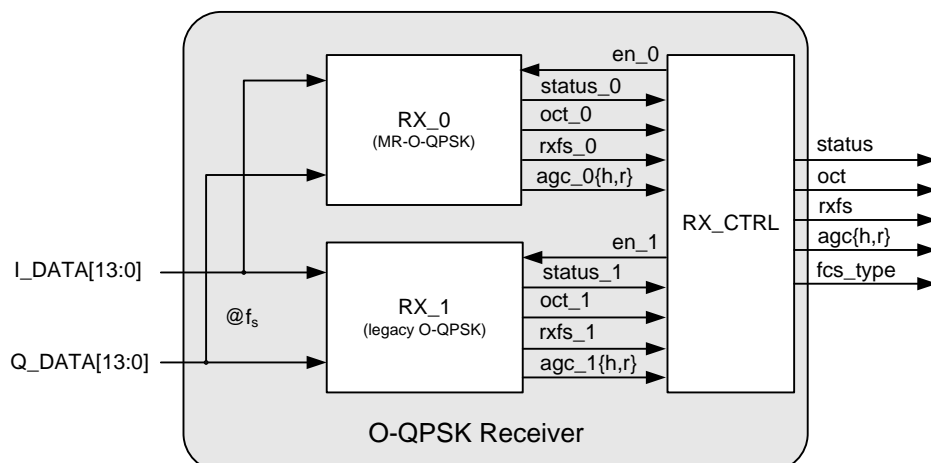 en_0
status_0
RX_0
(MR-O-QPSK)
oct_0
rxfs_0
agc_0{h,r}
status
oct
rxfs
RX_CTRL
agc{h,r}
fcs_type
en_1
I_DATA[13:0]
status_1
RX_1
(legacy O-QPSK)
oct_1
@fs
rxfs_1
Q_DATA[13:0]
agc_1{h,r}
O-QPSK Receiver